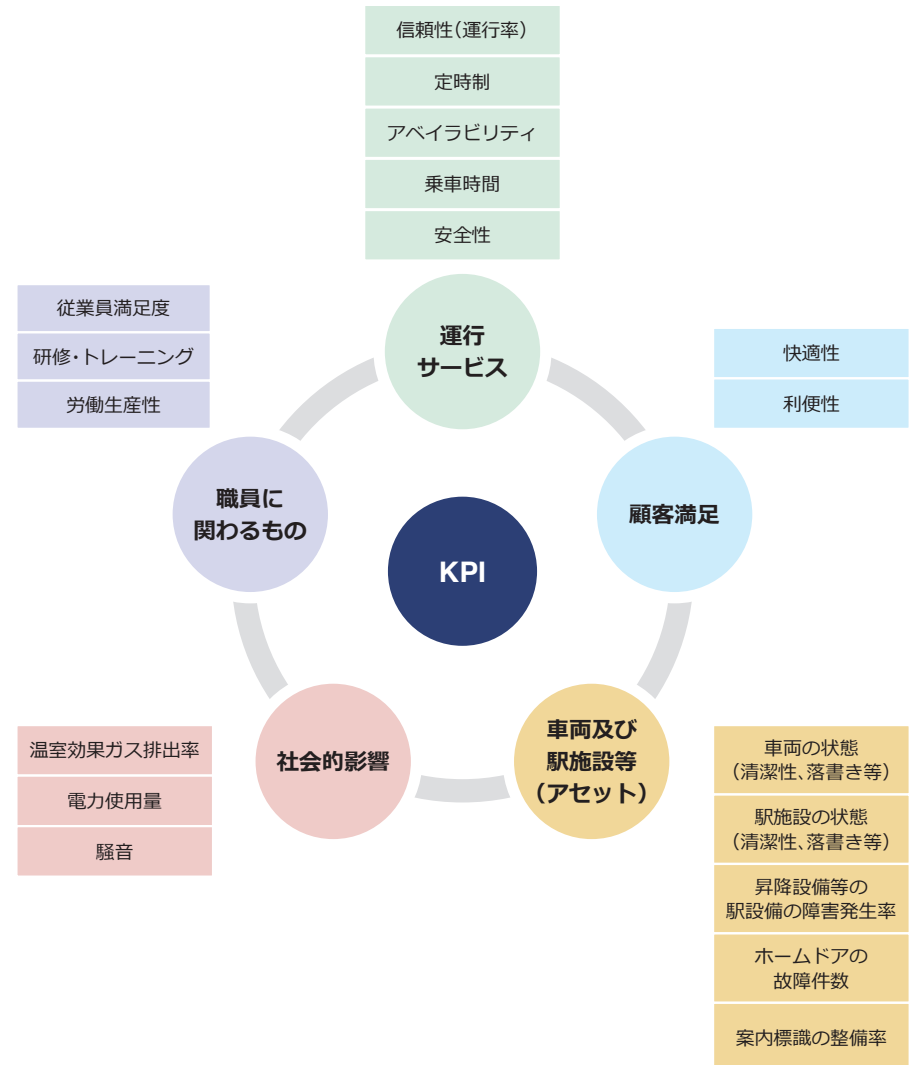 信頼性（運行率）
定時制
アベイラビリティ
乗車時間
安全性
運行
サービス
従業員満足度
研修・トレーニング
労働生産性
快適性
利便性
職員に
関わるもの
顧客満足
KPI
社会的影響
車両及び
駅施設等
（アセット）
温室効果ガス排出率
電力使用量
騒音
車両の状態
（清潔性、落書き等）
駅施設の状態
（清潔性、落書き等）
昇降設備等の
駅設備の障害発生率
ホームドアの
故障件数
案内標識の整備率